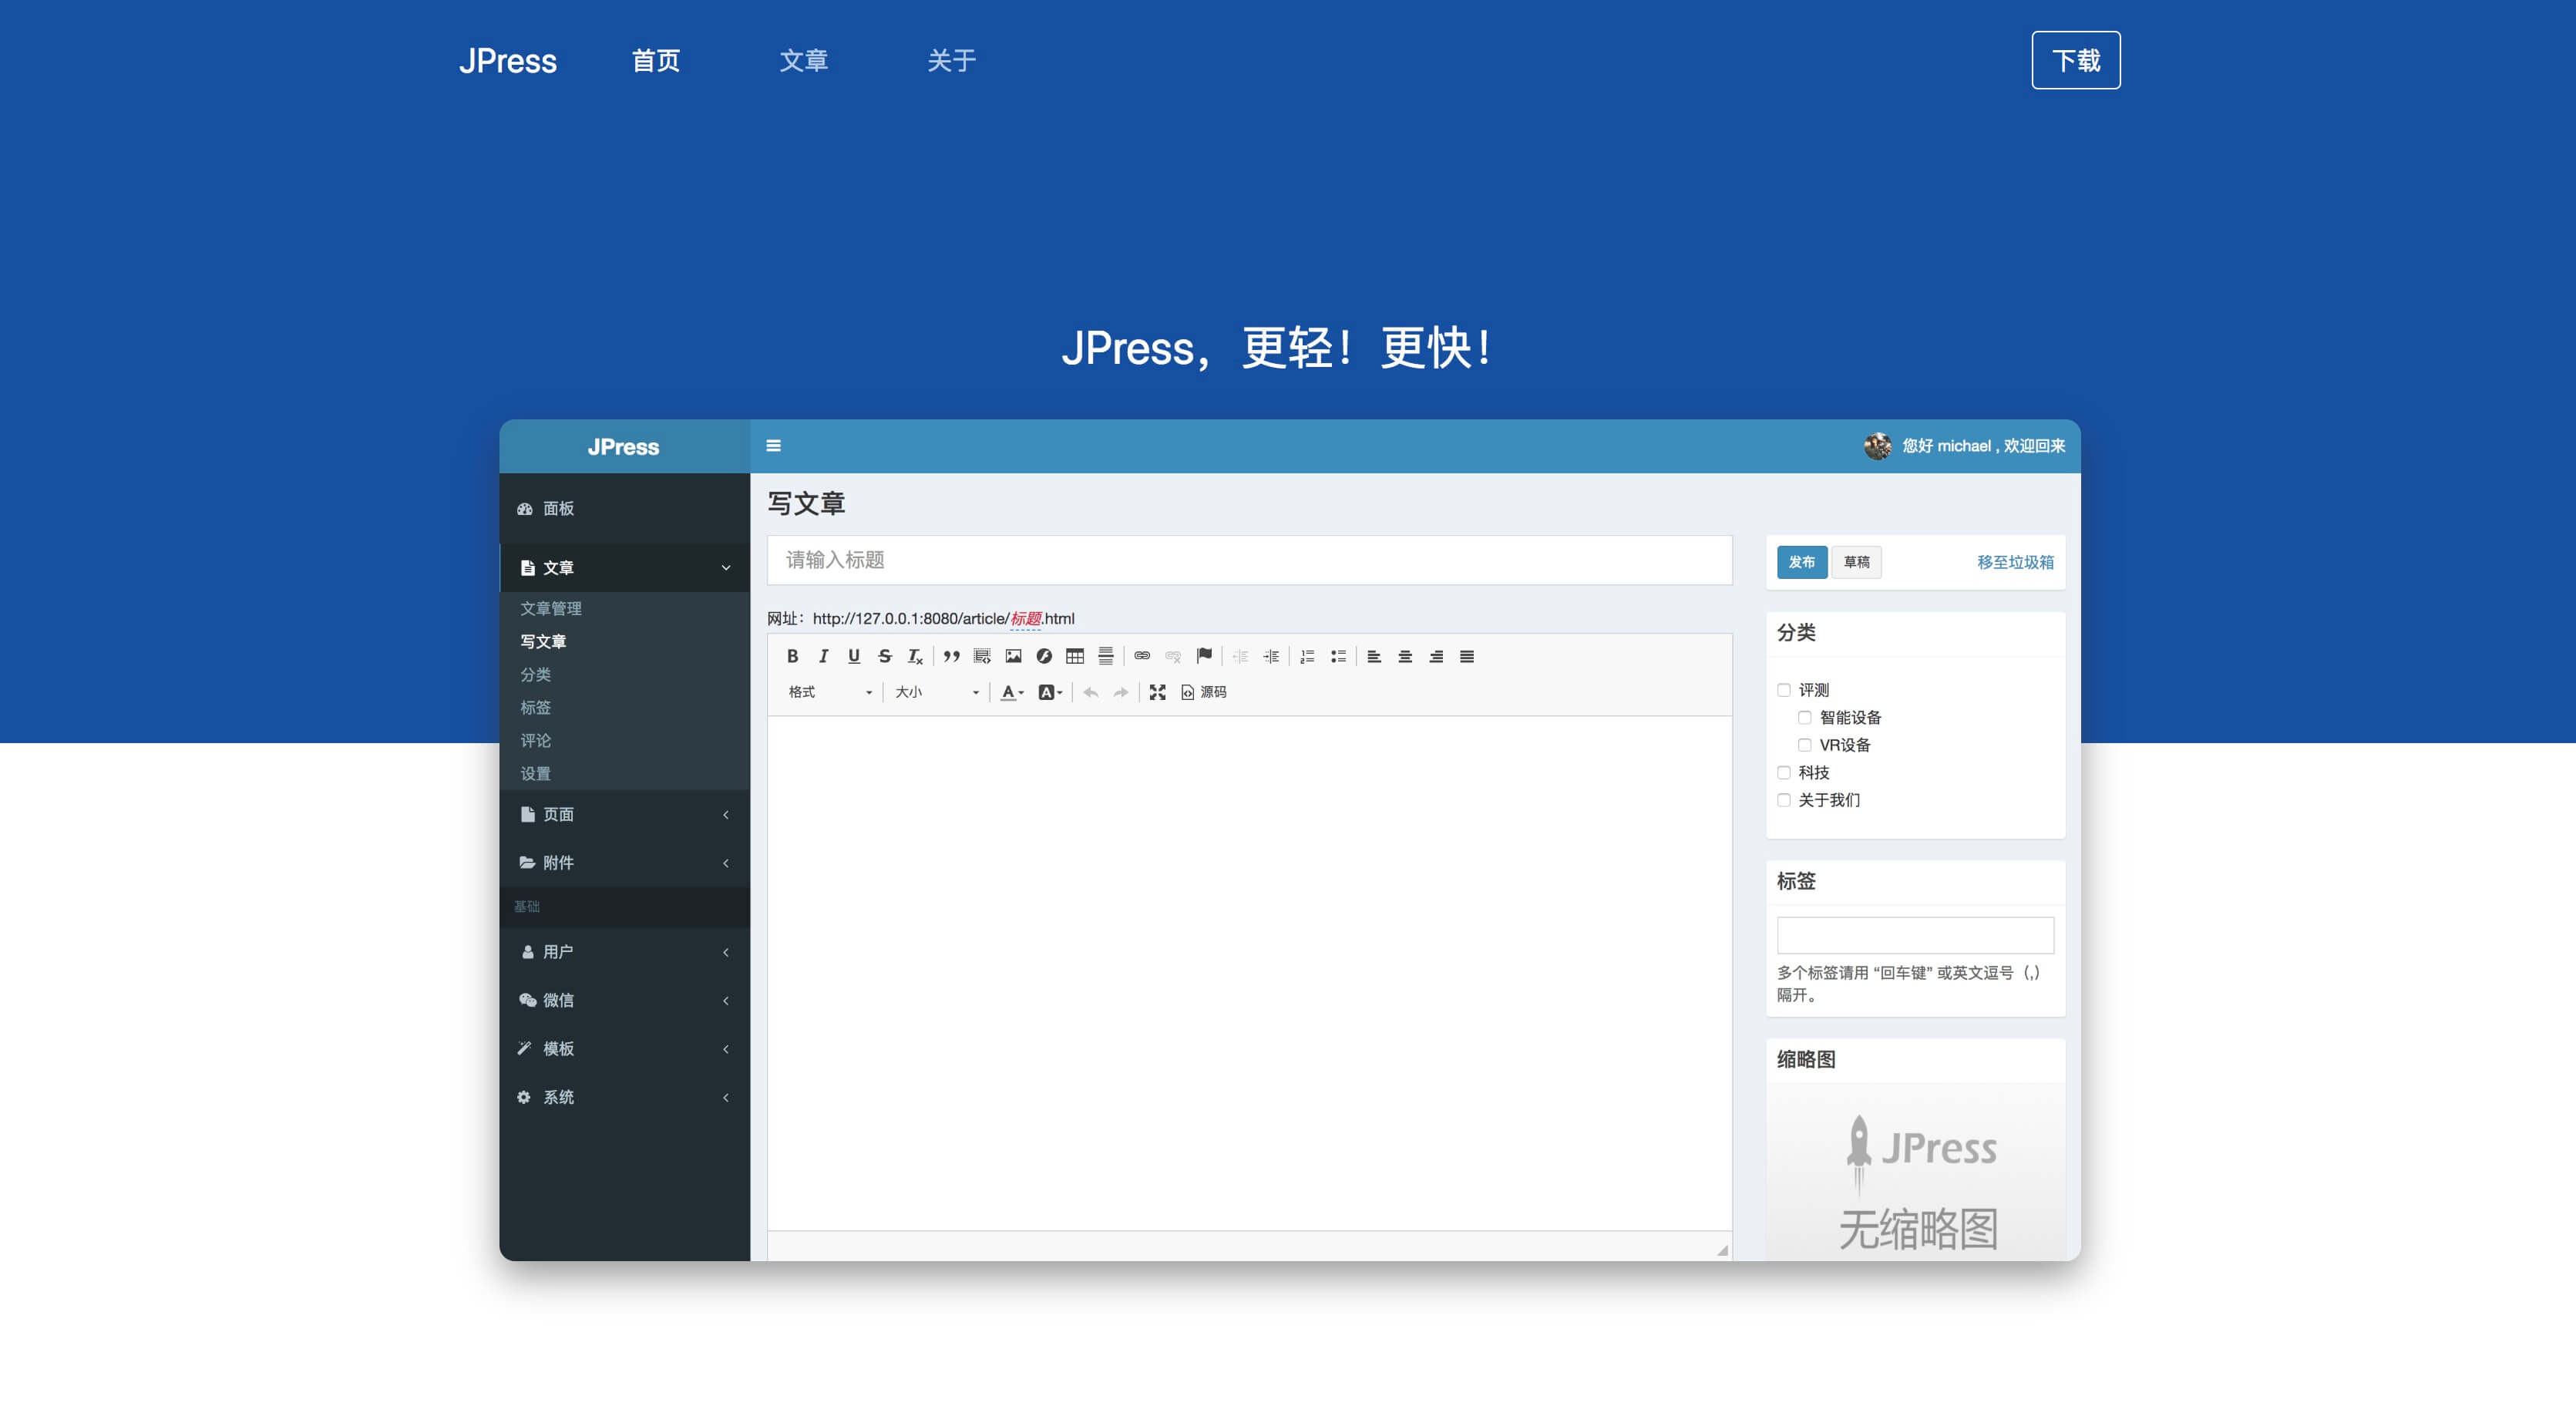 JPress 首页 文章 关于 下载
JPress，更轻！更快！
JPress
您好 michael , 欢迎回来
面板
文章
文章管理
写文章
分类
标签
评论
设置
页面
附件
基础
用户
微信
模板
系统
写文章
请输入标题
网址：http://127.0.0.1:8080/article/标题.html
格式 大小 源码
发布 草稿 移至垃圾箱
分类
评测
智能设备
VR设备
科技
关于我们
标签
多个标签请用 “回车键” 或英文逗号（,）
隔开。
缩略图
JPress
无缩略图